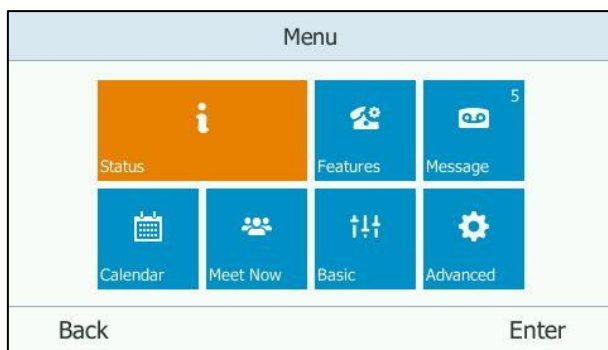 Menu
5
Status
Features
Message
Calendar
Meet Now
Basic
Advanced
Back
Enter